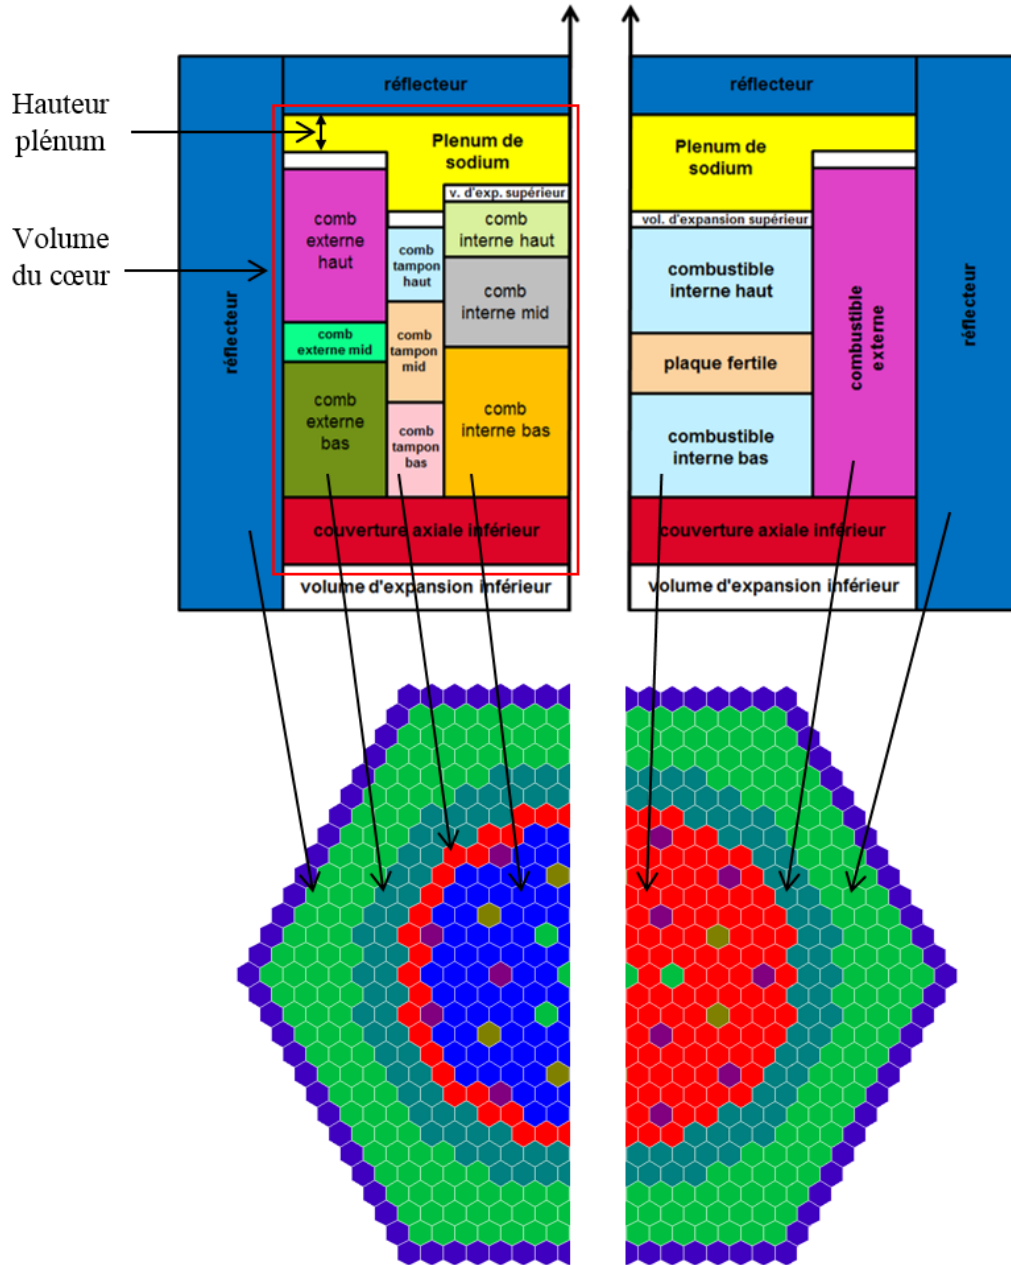 Hauteur
plénum
Volume
du cœur
réflecteur
Plenum de
sodium
v. d'exp. supérieur
comb
externe
haut
comb
tampon
haut
comb
interne haut
comb
interne mid
comb
externe mid
comb
tampon
mid
comb
externe
bas
comb
tampon
bas
comb
interne bas
réflecteur
couverture axiale inférieur
volume d'expansion inférieur
réflecteur
Plenum de
sodium
vol. d'expansion supérieur
combustible
interne haut
plaque fertile
combustible
interne bas
combustible
externe
réflecteur
couverture axiale inférieur
volume d'expansion inférieur